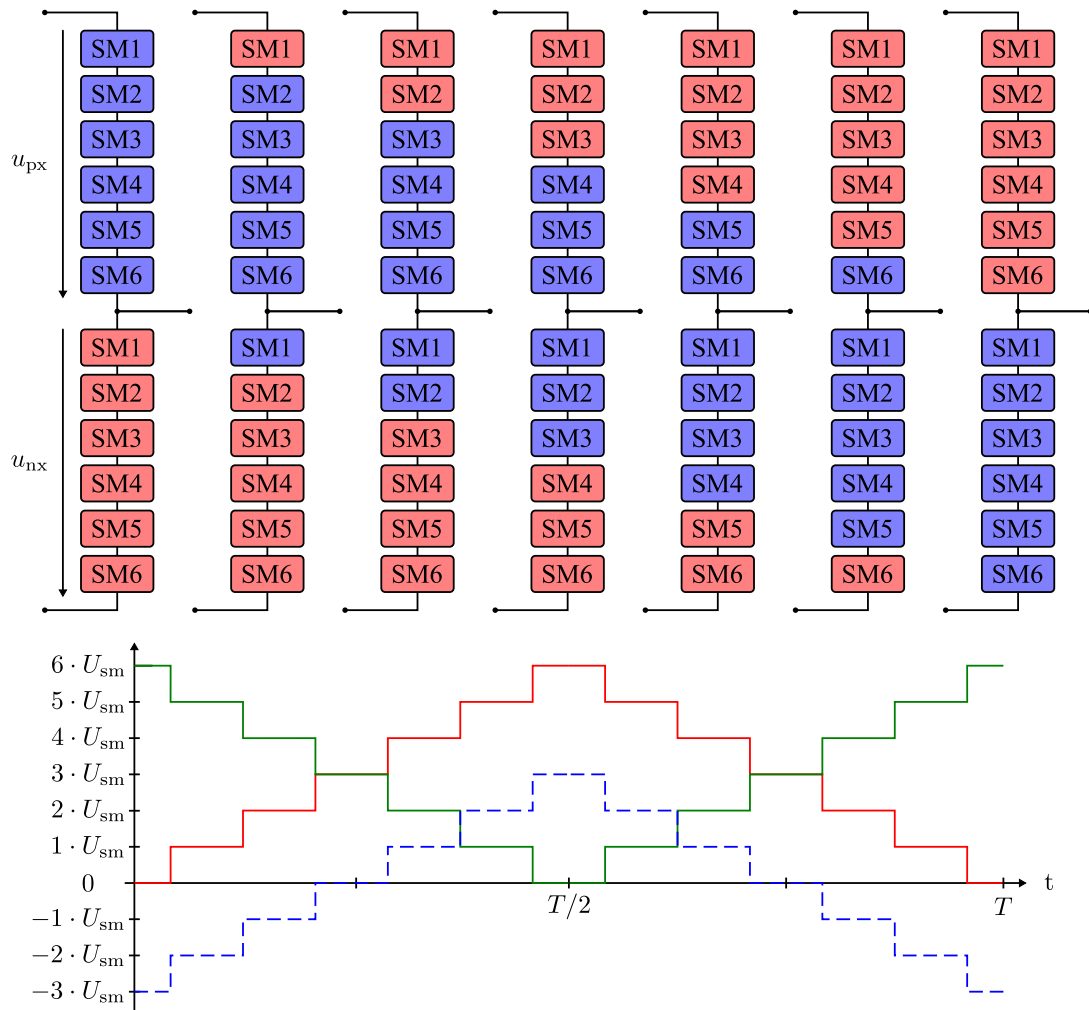 SM1 SM1 SM1 SM1 SM1 SM1 SM1
SM2 SM2 SM2 SM2 SM2 SM2 SM2
SM3 SM3 SM3 SM3 SM3 SM3 SM3
u_px
SM4 SM4 SM4 SM4 SM4 SM4 SM4
SM5 SM5 SM5 SM5 SM5 SM5 SM5
SM6 SM6 SM6 SM6 SM6 SM6 SM6
SM1 SM1 SM1 SM1 SM1 SM1 SM1
SM2 SM2 SM2 SM2 SM2 SM2 SM2
SM3 SM3 SM3 SM3 SM3 SM3 SM3
u_nx
SM4 SM4 SM4 SM4 SM4 SM4 SM4
SM5 SM5 SM5 SM5 SM5 SM5 SM5
SM6 SM6 SM6 SM6 SM6 SM6 SM6
6 · U_sm
5 · U_sm
4 · U_sm
3 · U_sm
2 · U_sm
1 · U_sm
0 t
T/2 T
−1 · U_sm
−2 · U_sm
−3 · U_sm